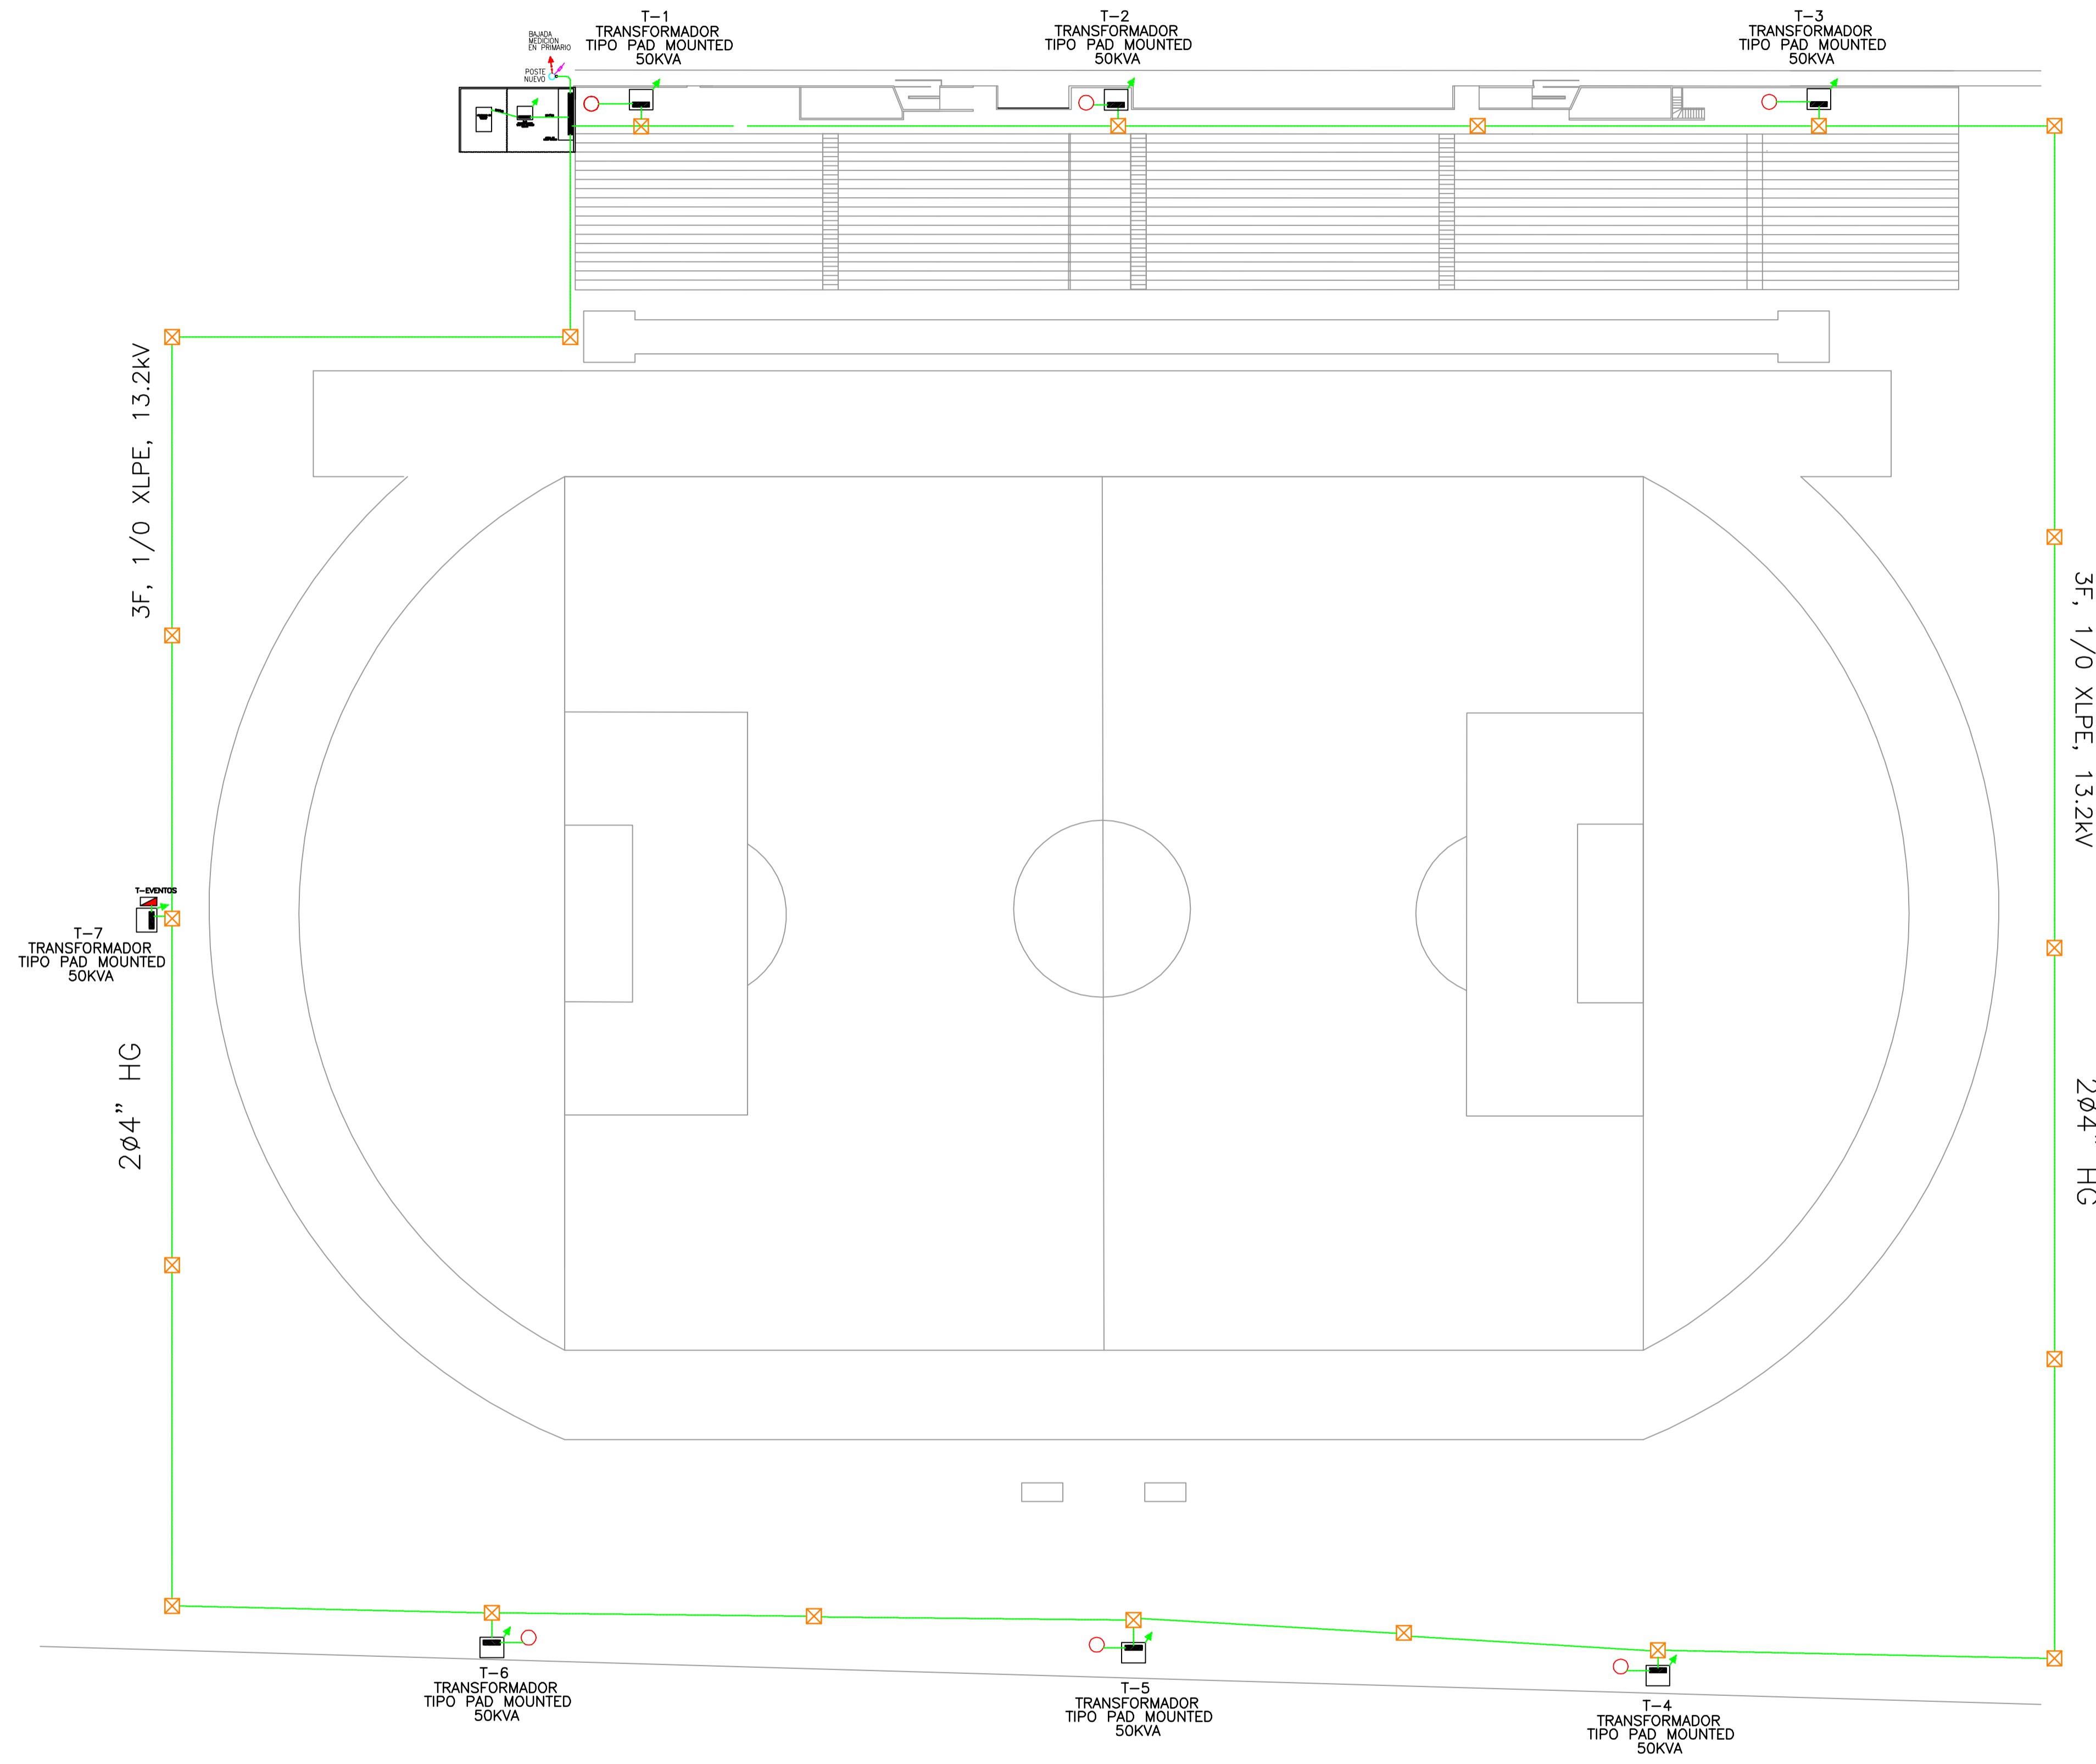 T-1
TRANSFORMADOR
TIPO PAD MOUNTED
50KVA
T-2
TRANSFORMADOR
TIPO PAD MOUNTED
50KVA
T-3
TRANSFORMADOR
TIPO PAD MOUNTED
50KVA
BAJADA
MEDICION
EN PRIMARIO
POSTE
NUEVO
3F, 1/0 XLPE, 13.2kV
3F, 1/0 XLPE, 13.2kV
T-EVENTOS
T-7
TRANSFORMADOR
TIPO PAD MOUNTED
50KVA
2ø4" HG
2ø4" HG
T-6
TRANSFORMADOR
TIPO PAD MOUNTED
50KVA
T-5
TRANSFORMADOR
TIPO PAD MOUNTED
50KVA
T-4
TRANSFORMADOR
TIPO PAD MOUNTED
50KVA